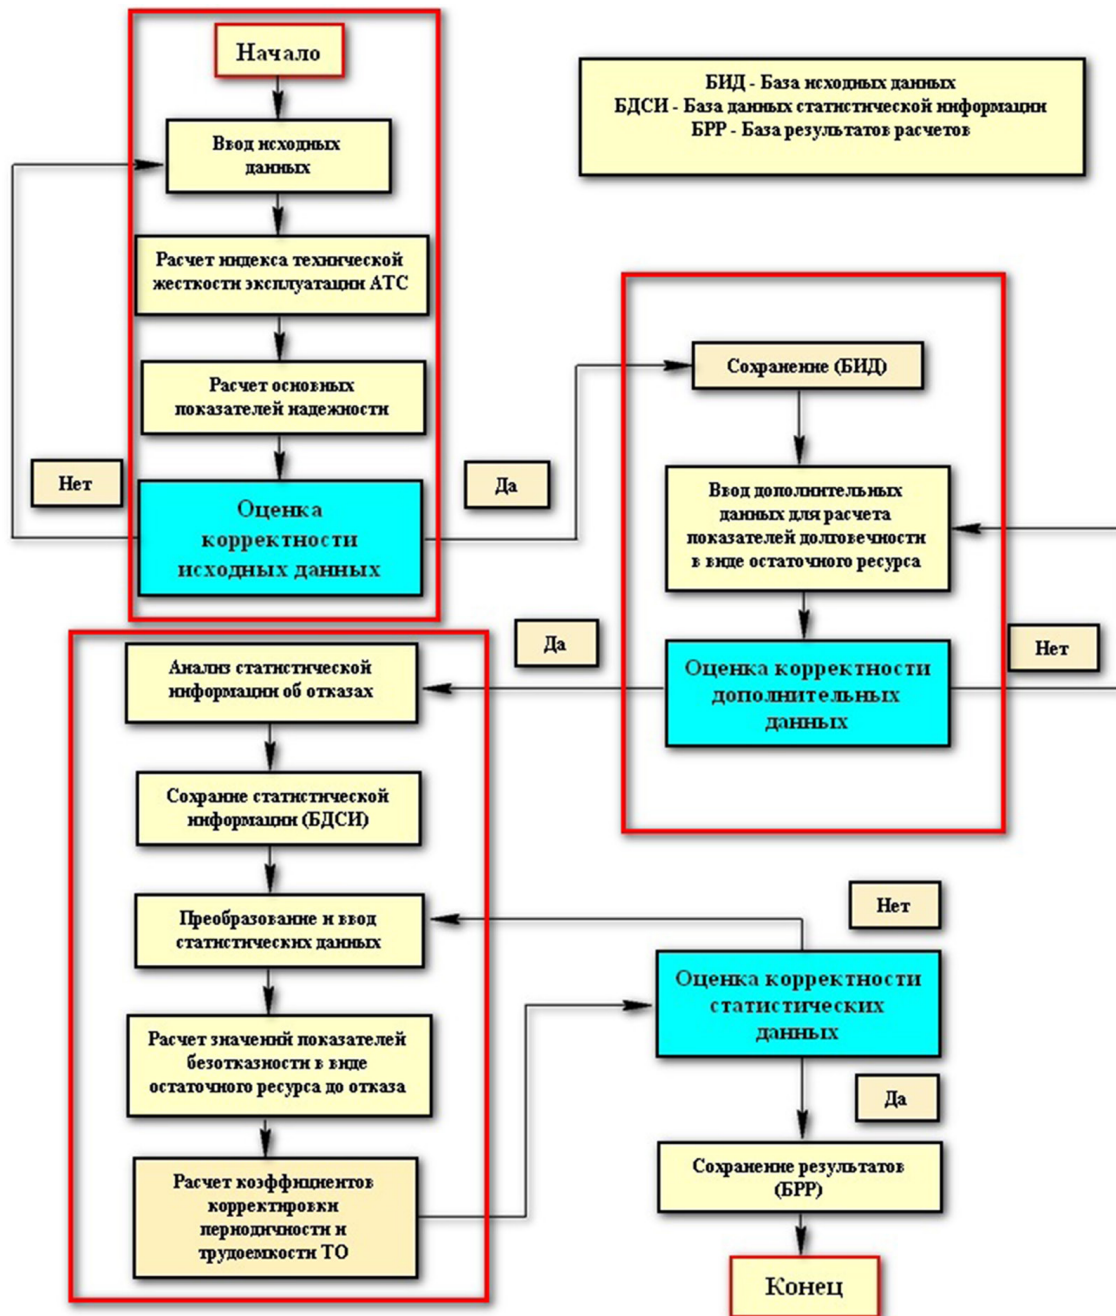 Начало
Ввод исходных
данных
Расчет индекса технической
жесткости эксплуатации АТС
Расчет основных
показателей надежности
Нет
Оценка
корректности
исходных данных
Да
БИД - База исходных данных
БДСИ - База данных статистической информации
БРР - База результатов расчетов
Сохранение (БИД)
Ввод дополнительных
данных для расчета
показателей долговечности
в виде остаточного ресурса
Оценка корректности
дополнительных
данных
Да
Нет
Анализ статистической
информации об отказах
Сохрание статистической
информации (БДСИ)
Преобразование и ввод
статистических данных
Расчет значений показателей
безотказности в виде
остаточного ресурса до отказа
Расчет коэффициентов
корректировки
периодичности и
трудоемкости ТО
Нет
Оценка корректности
статистических
данных
Да
Сохранение результатов
(БРР)
Конец